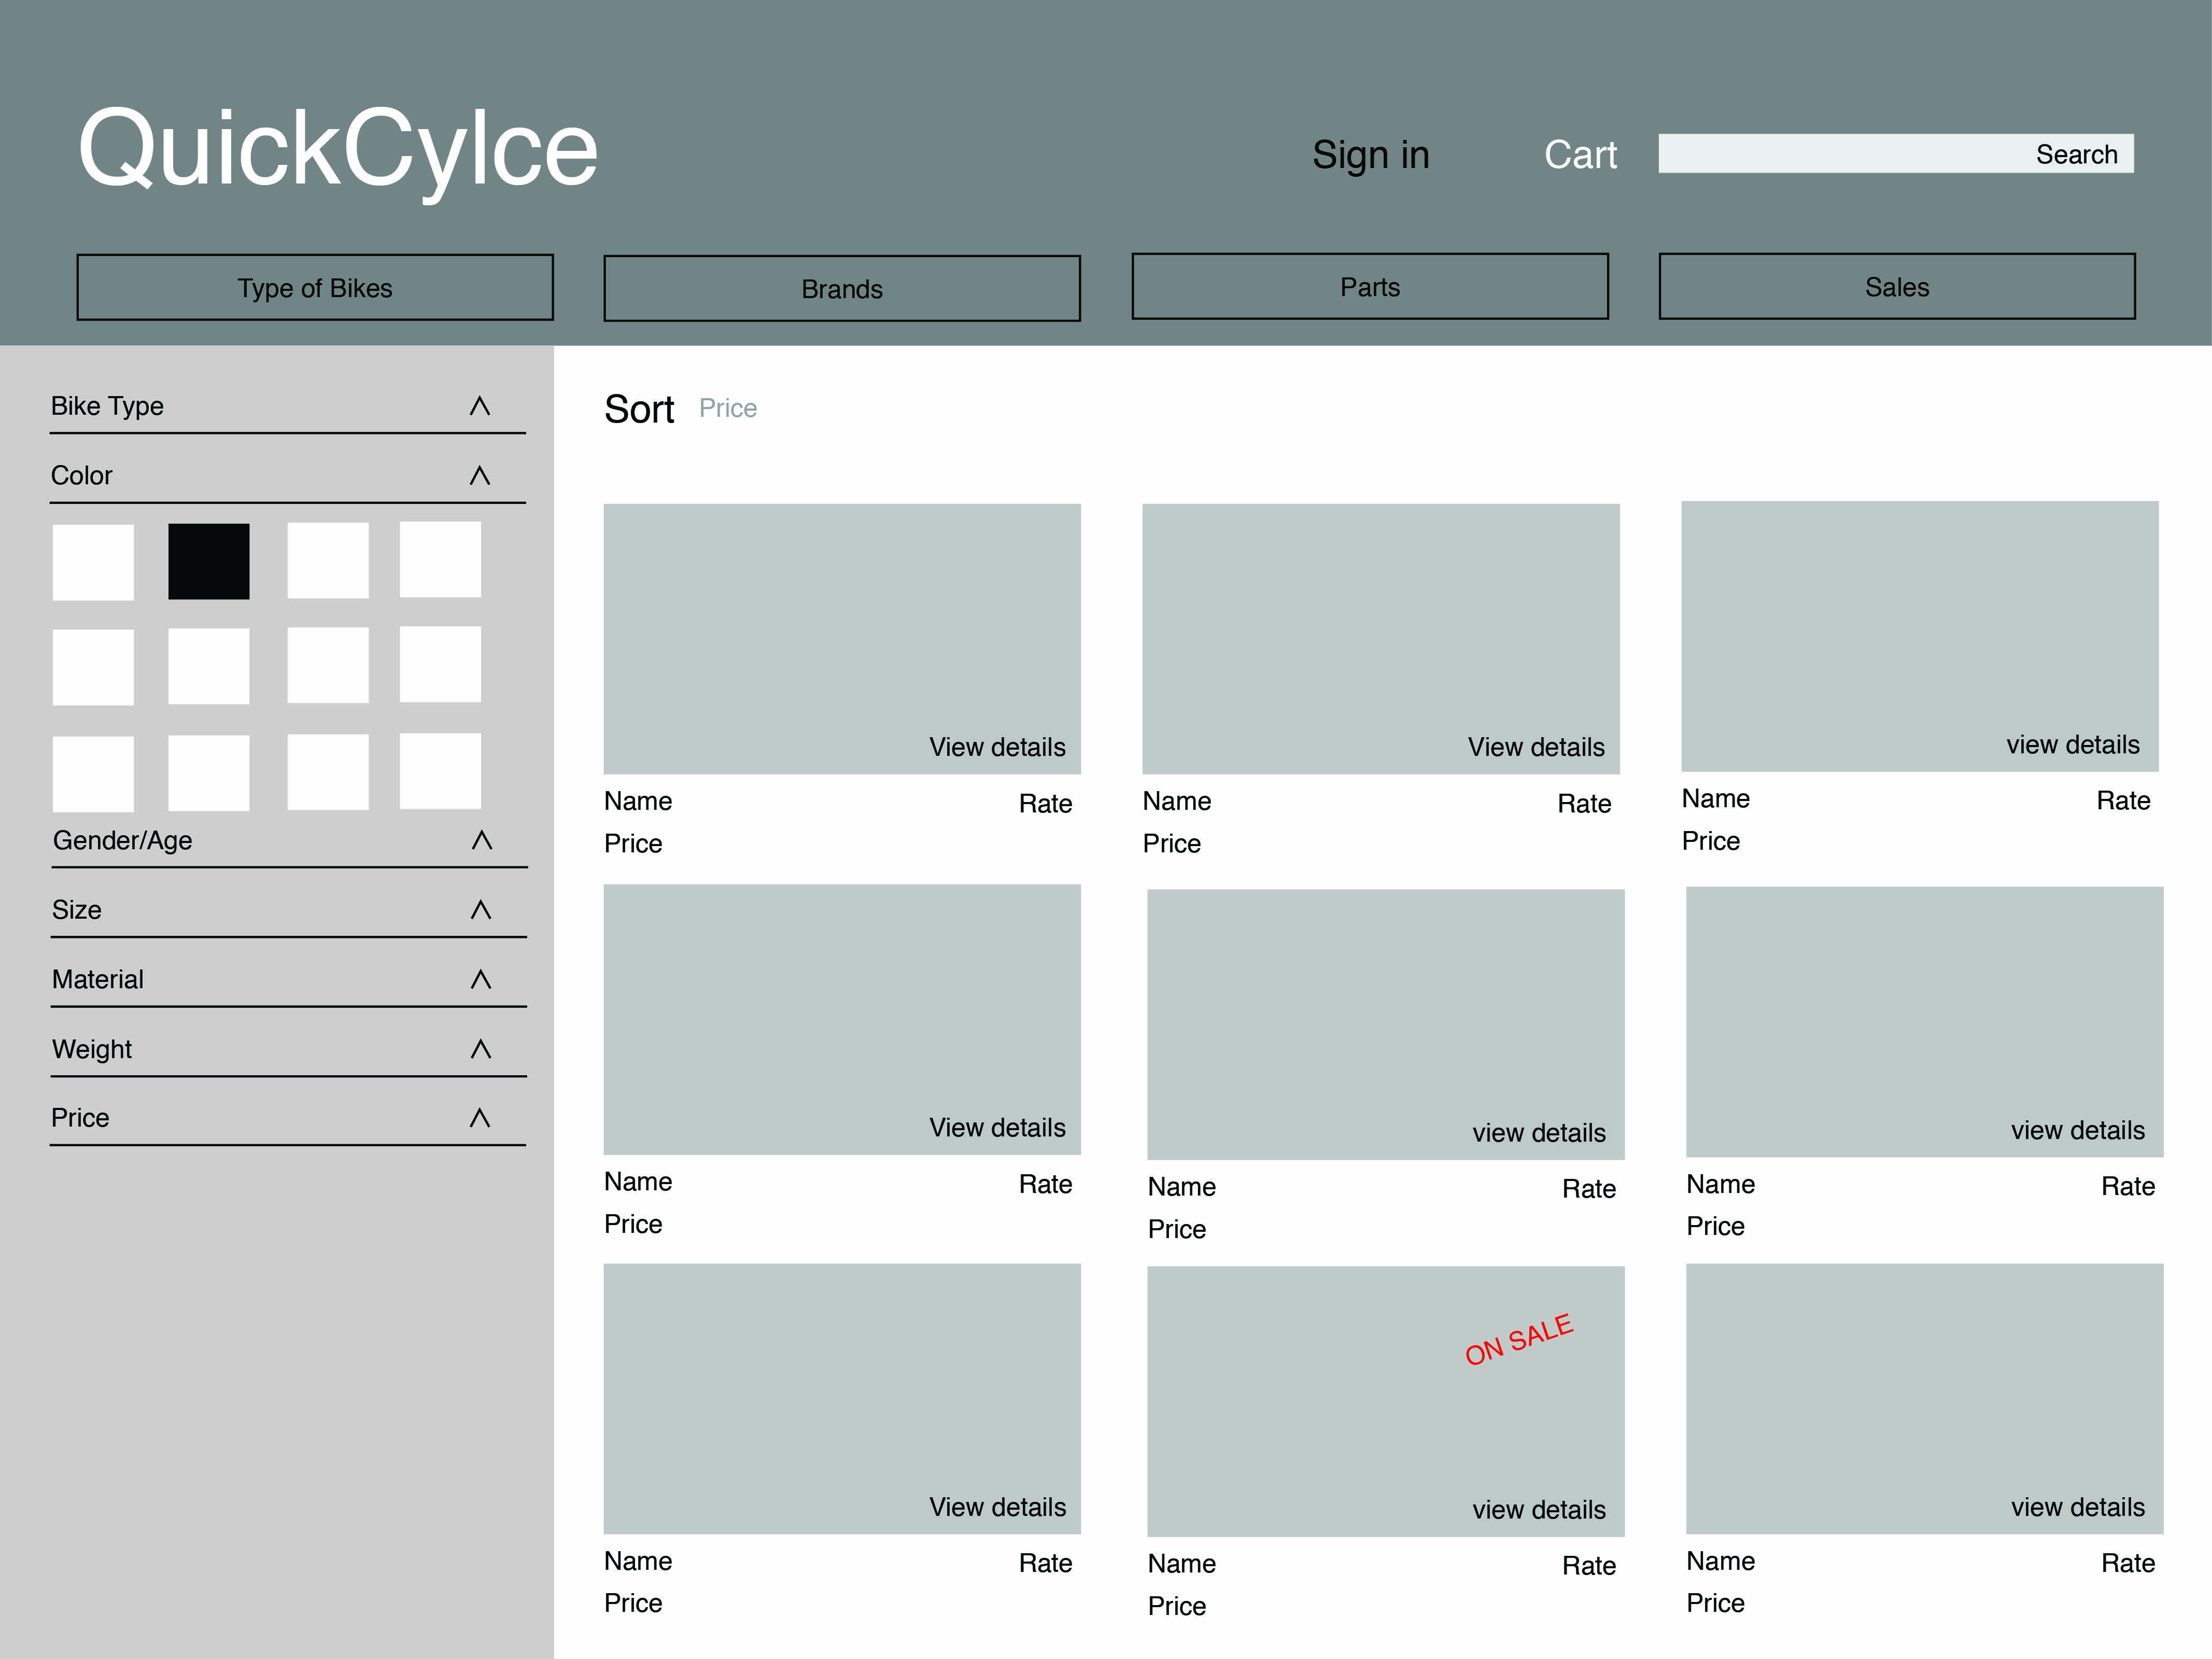 QuickCylce
Sign in
Cart
Search
Type of Bikes
Brands
Parts
Sales
Bike Type
Color
Gender/Age
Size
Material
Weight
Price
Sort Price
View details
View details
view details
Name Rate
Price
Name Rate
Price
Name Rate
Price
View details
view details
view details
Name Rate
Price
Name Rate
Price
Name Rate
Price
ON SALE
View details
view details
view details
Name Rate
Price
Name Rate
Price
Name Rate
Price